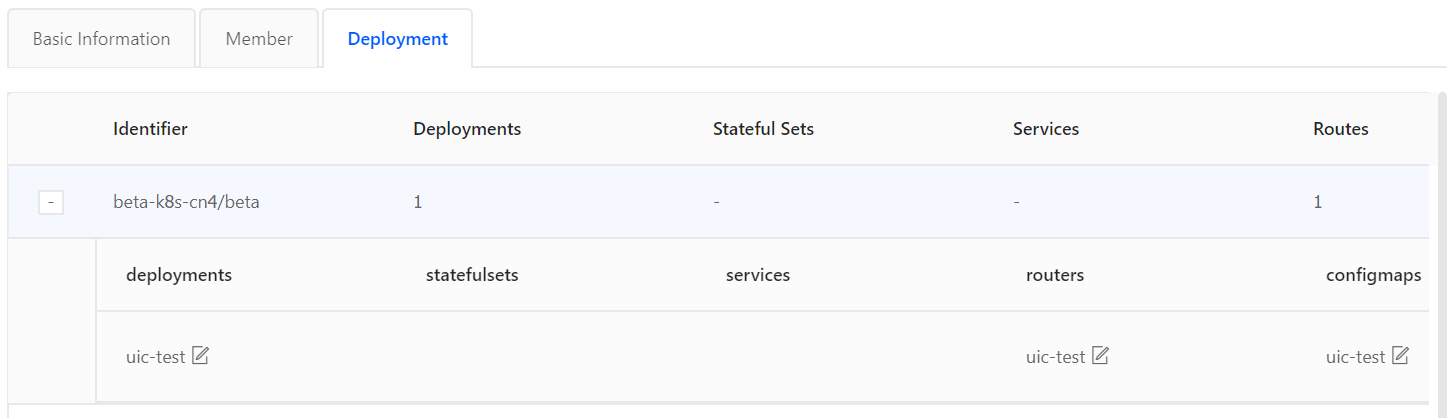 Basic Information Member Deployment
Identifier Deployments Stateful Sets Services Routes
- beta-k8s-cn4/beta 1 - - 1
deployments statefulsets services routers configmaps
uic-test uic-test uic-test